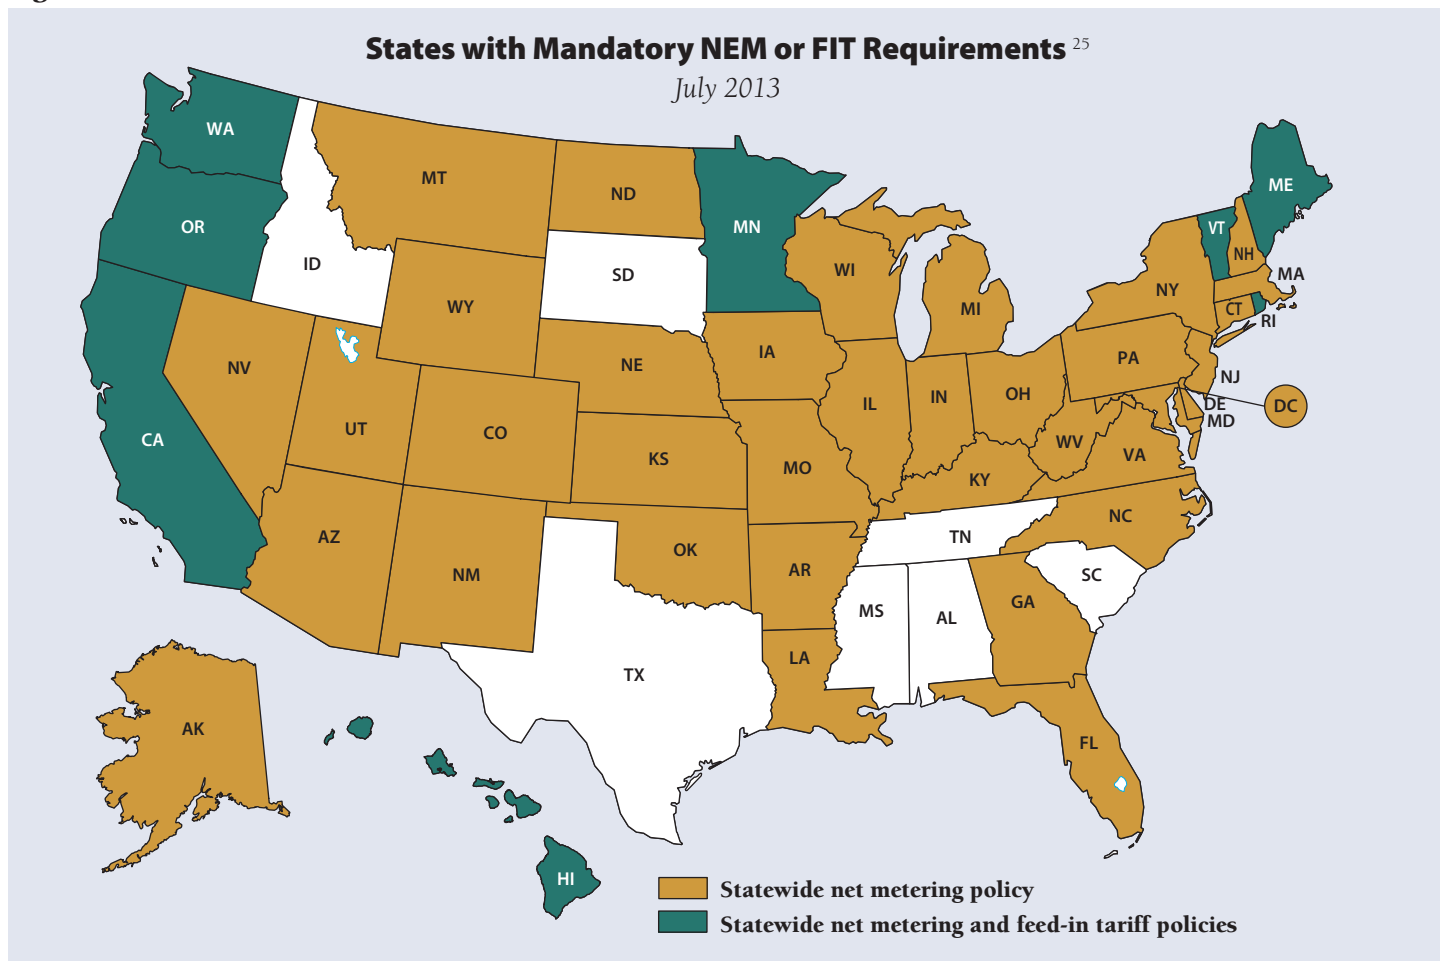 States with Mandatory NEM or FIT Requirements 25
July 2013
WA
MT
ND
MN
ME
OR
VT
ID
SD
WI
NH
MA
NY
WY
MI
CT
RI
NV
NE
IA
PA
NJ
UT
CO
IL
IN
OH
DE
DC
MD
CA
KS
MO
WV
VA
KY
AZ
NM
OK
AR
TN
NC
SC
MS
AL
GA
TX
LA
AK
FL
HI
Statewide net metering policy
Statewide net metering and feed-in tariff policies